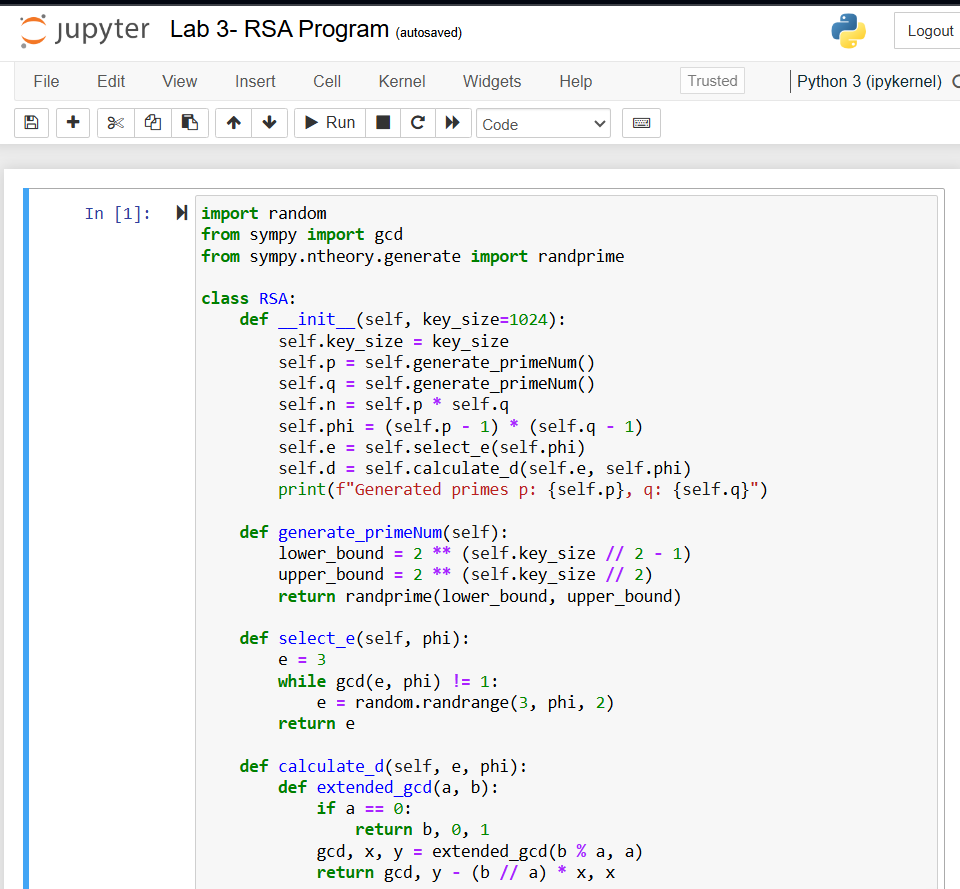 jupyter Lab 3- RSA Program (autosaved)
Logout
File Edit View Insert Cell Kernel Widgets Help Trusted Python 3 (ipykernel)
Run Code
In [1]:
import random
from sympy import gcd
from sympy.ntheory.generate import randprime

class RSA:
    def __init__(self, key_size=1024):
        self.key_size = key_size
        self.p = self.generate_primeNum()
        self.q = self.generate_primeNum()
        self.n = self.p * self.q
        self.phi = (self.p - 1) * (self.q - 1)
        self.e = self.select_e(self.phi)
        self.d = self.calculate_d(self.e, self.phi)
        print(f"Generated primes p: {self.p}, q: {self.q}")

    def generate_primeNum(self):
        lower_bound = 2 ** (self.key_size // 2 - 1)
        upper_bound = 2 ** (self.key_size // 2)
        return randprime(lower_bound, upper_bound)

    def select_e(self, phi):
        e = 3
        while gcd(e, phi) != 1:
            e = random.randrange(3, phi, 2)
        return e

    def calculate_d(self, e, phi):
        def extended_gcd(a, b):
            if a == 0:
                return b, 0, 1
            gcd, x, y = extended_gcd(b % a, a)
            return gcd, y - (b // a) * x, x